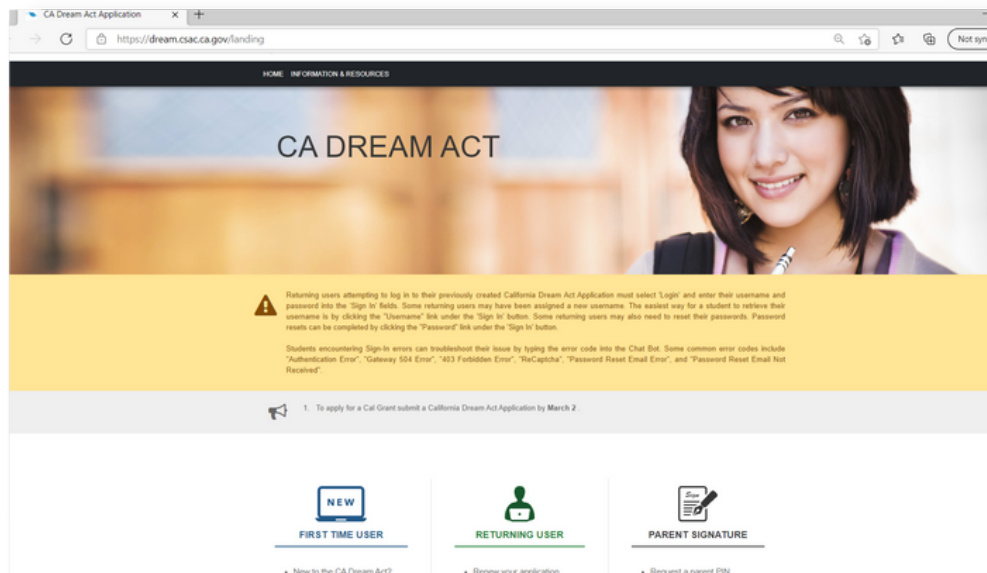 CA Dream Act Application
https://dream.csac.ca.gov/landing
Not syn
HOME INFORMATION & RESOURCES
CA DREAM ACT
Returning users attempting to log in to their previously created California Dream Act Application must select 'Login' and enter their username and
password into the 'Sign In' fields. Some returning users may have been assigned a new username. The easiest way for a student to retrieve their
username is by clicking the "Username" link under the 'Sign In' button. Some returning users may also need to reset their passwords. Password
resets can be completed by clicking the "Password" link under the 'Sign In' button.
Students encountering Sign-In errors can troubleshoot their issue by typing the error code into the Chat Bot. Some common error codes include
"Authentication Error", "Gateway 504 Error", "403 Forbidden Error", "ReCaptcha", "Password Reset Email Error", and "Password Reset Email Not
Received".
1. To apply for a Cal Grant submit a California Dream Act Application by March 2 .
NEW
FIRST TIME USER
RETURNING USER
Sign
PARENT SIGNATURE
• New to the CA Dream Act?
• Renew your application
• Request a parent PIN